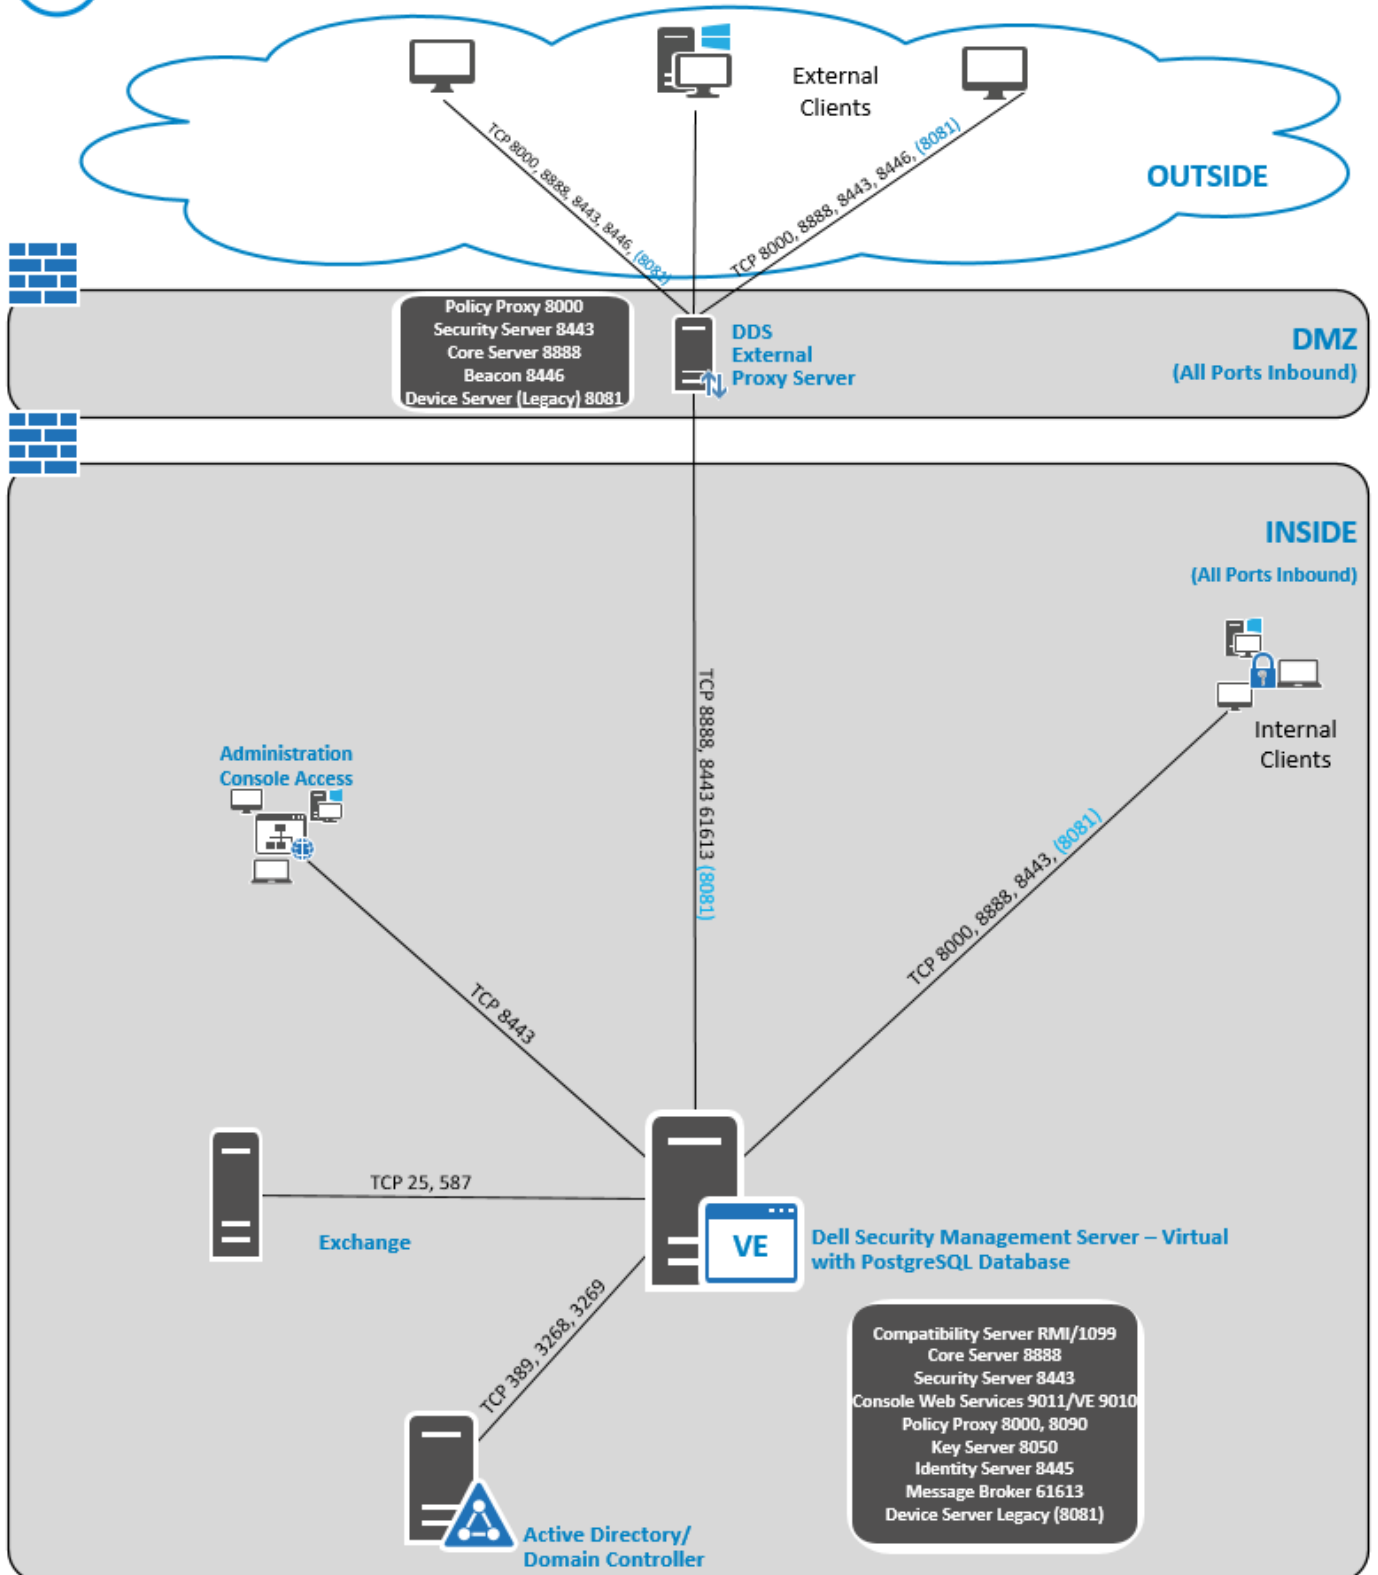 External
Clients
OUTSIDE
TCP 8000, 8888, 8443, 8446, (8081)
TCP 8000, 8888, 8443, 8446, (8081)
Policy Proxy 8000
Security Server 8443
Core Server 8888
Beacon 8446
Device Server (Legacy) 8081
DDS
External
Proxy Server
DMZ
(All Ports Inbound)
INSIDE
(All Ports Inbound)
Internal
Clients
TCP 8888, 8443 61613 (8081)
Administration
Console Access
TCP 8000, 8888, 8443, (8081)
TCP 8443
TCP 25, 587
Exchange
VE
Dell Security Management Server – Virtual
with PostgreSQL Database
TCP 389, 3268, 3269
Compatibility Server RMI/1099
Core Server 8888
Security Server 8443
Console Web Services 9011/VE 9010
Policy Proxy 8000, 8090
Key Server 8050
Identity Server 8445
Message Broker 61613
Device Server Legacy (8081)
Active Directory/
Domain Controller